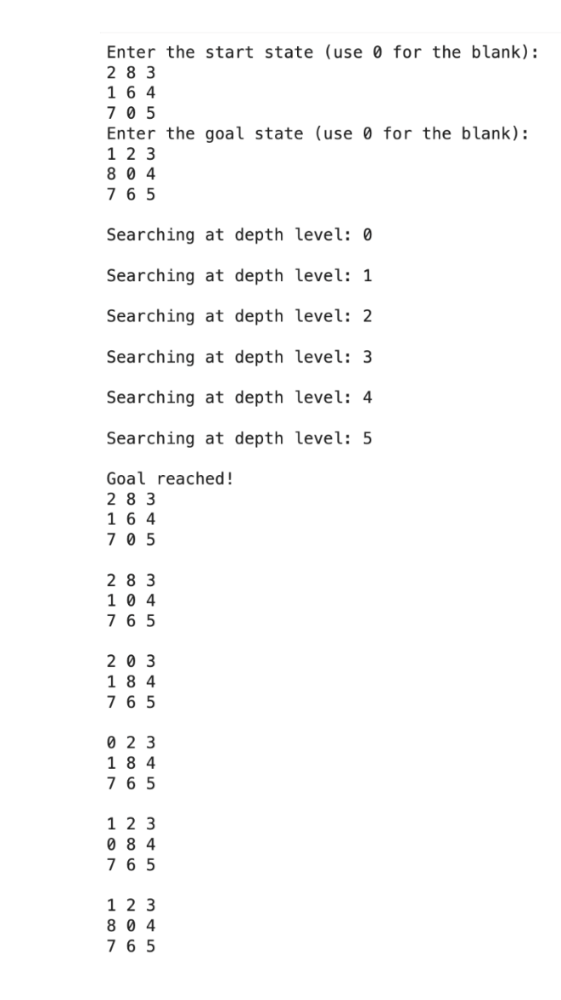 Enter the start state (use 0 for the blank):
2 8 3
1 6 4
7 0 5
Enter the goal state (use 0 for the blank):
1 2 3
8 0 4
7 6 5
Searching at depth level: 0
Searching at depth level: 1
Searching at depth level: 2
Searching at depth level: 3
Searching at depth level: 4
Searching at depth level: 5
Goal reached!
2 8 3
1 6 4
7 0 5
2 8 3
1 0 4
7 6 5
2 0 3
1 8 4
7 6 5
0 2 3
1 8 4
7 6 5
1 2 3
0 8 4
7 6 5
1 2 3
8 0 4
7 6 5